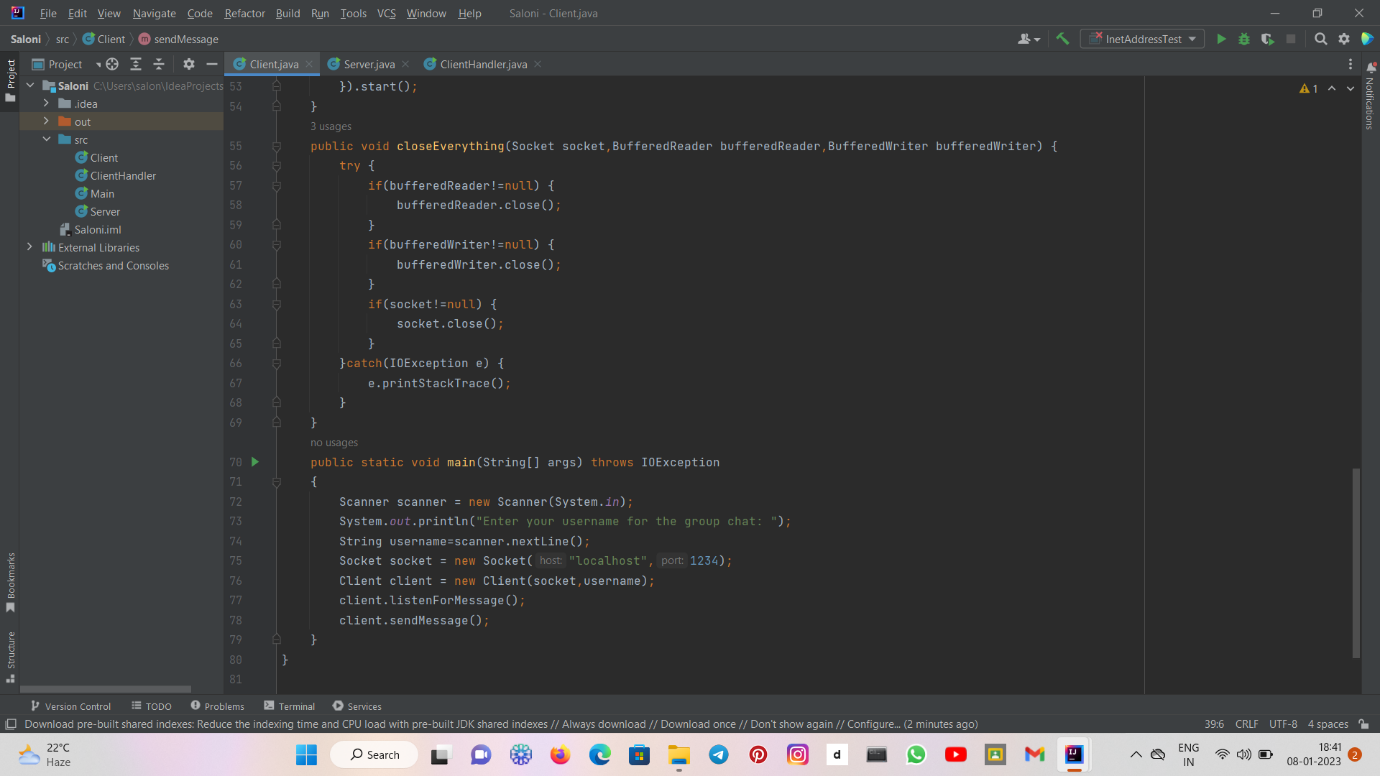 File Edit View Navigate Code Refactor Build Run Tools VCS Window Help Saloni - Client.java
Saloni src Client sendMessage InetAddressTest
Project Client.java Server.java ClientHandler.java
Project
Saloni C:\Users\salon\IdeaProjects
.idea
out
src
Client
ClientHandler
Main
Server
Saloni.iml
External Libraries
Scratches and Consoles
Bookmarks
Structure
53 }).start();
54 }
3 usages
55 public void closeEverything(Socket socket,BufferedReader bufferedReader,BufferedWriter bufferedWriter) {
56 try {
57 if(bufferedReader!=null) {
58 bufferedReader.close();
59 }
60 if(bufferedWriter!=null) {
61 bufferedWriter.close();
62 }
63 if(socket!=null) {
64 socket.close();
65 }
66 }catch(IOException e) {
67 e.printStackTrace();
68 }
69 }
no usages
70 public static void main(String[] args) throws IOException
71 {
72 Scanner scanner = new Scanner(System.in);
73 System.out.println("Enter your username for the group chat: ");
74 String username=scanner.nextLine();
75 Socket socket = new Socket( host: "localhost", port: 1234);
76 Client client = new Client(socket,username);
77 client.listenForMessage();
78 client.sendMessage();
79 }
80 }
81
1
Notifications
Version Control TODO Problems Terminal Services
Download pre-built shared indexes: Reduce the indexing time and CPU load with pre-built JDK shared indexes // Always download // Download once // Don't show again // Configure... (2 minutes ago) 39:6 CRLF UTF-8 4 spaces
22°C
Haze
Search
d
ENG
IN
18:41
08-01-2023
2